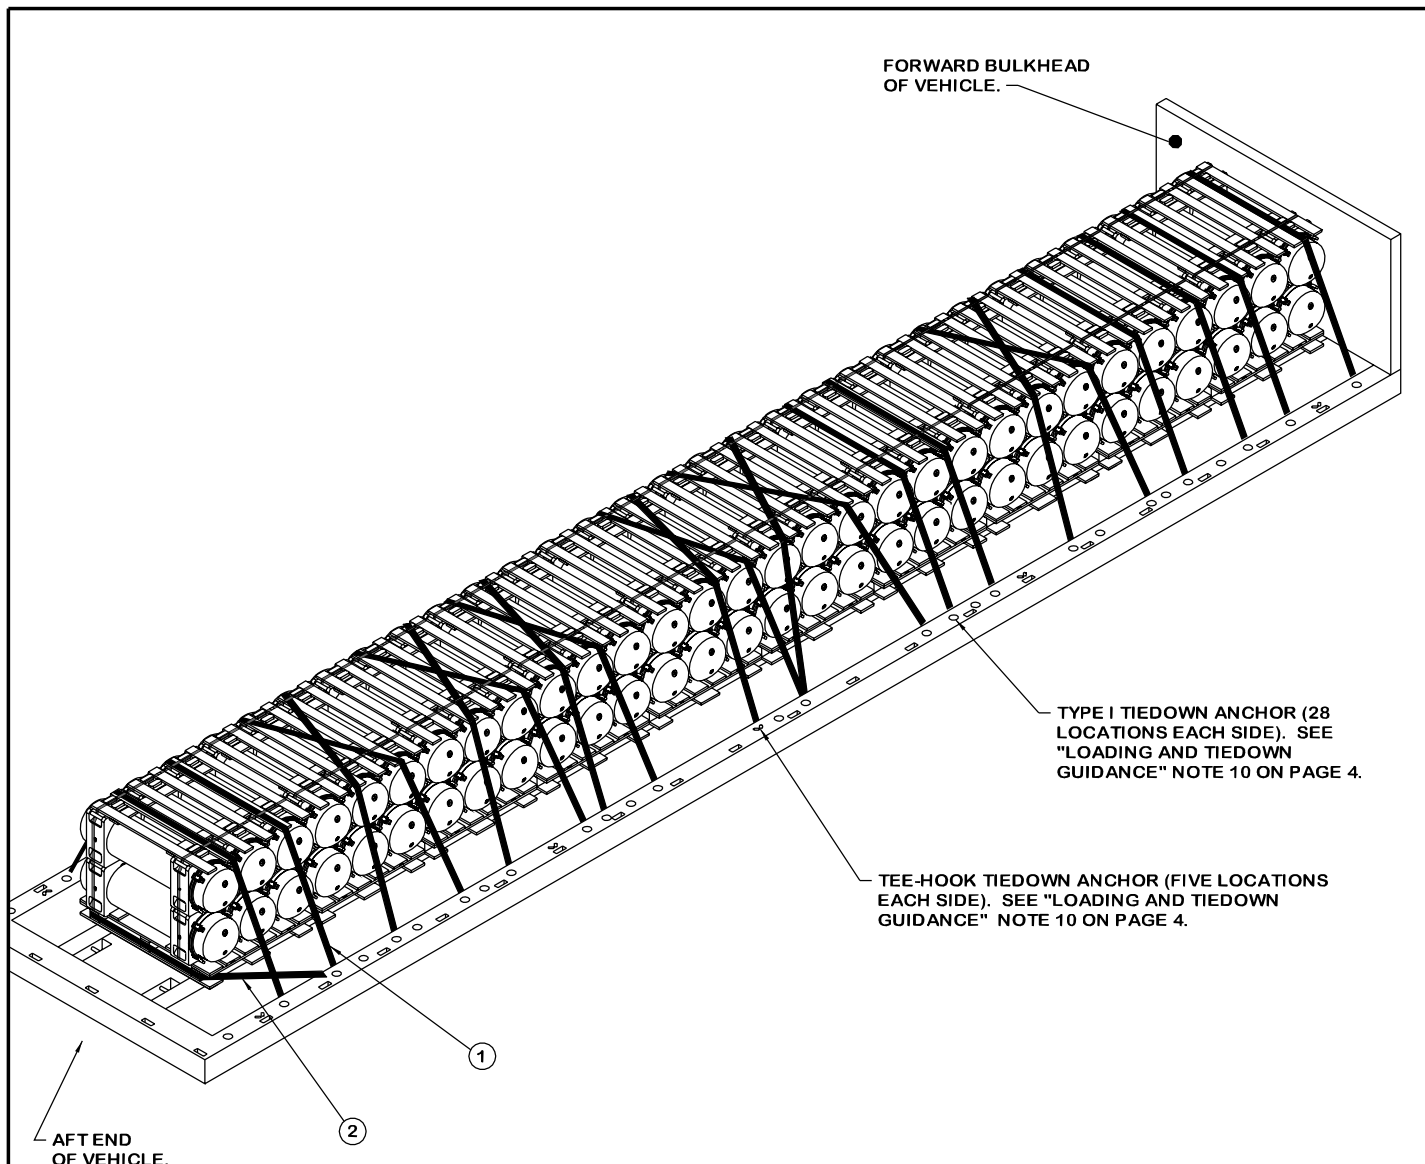 FORWARD BULKHEAD
OF VEHICLE.
TYPE I TIEDOWN ANCHOR (28
LOCATIONS EACH SIDE). SEE
"LOADING AND TIEDOWN
GUIDANCE" NOTE 10 ON PAGE 4.
TEE-HOOK TIEDOWN ANCHOR (FIVE LOCATIONS
EACH SIDE). SEE "LOADING AND TIEDOWN
GUIDANCE" NOTE 10 ON PAGE 4.
1
2
AFT END
OF VEHICLE.